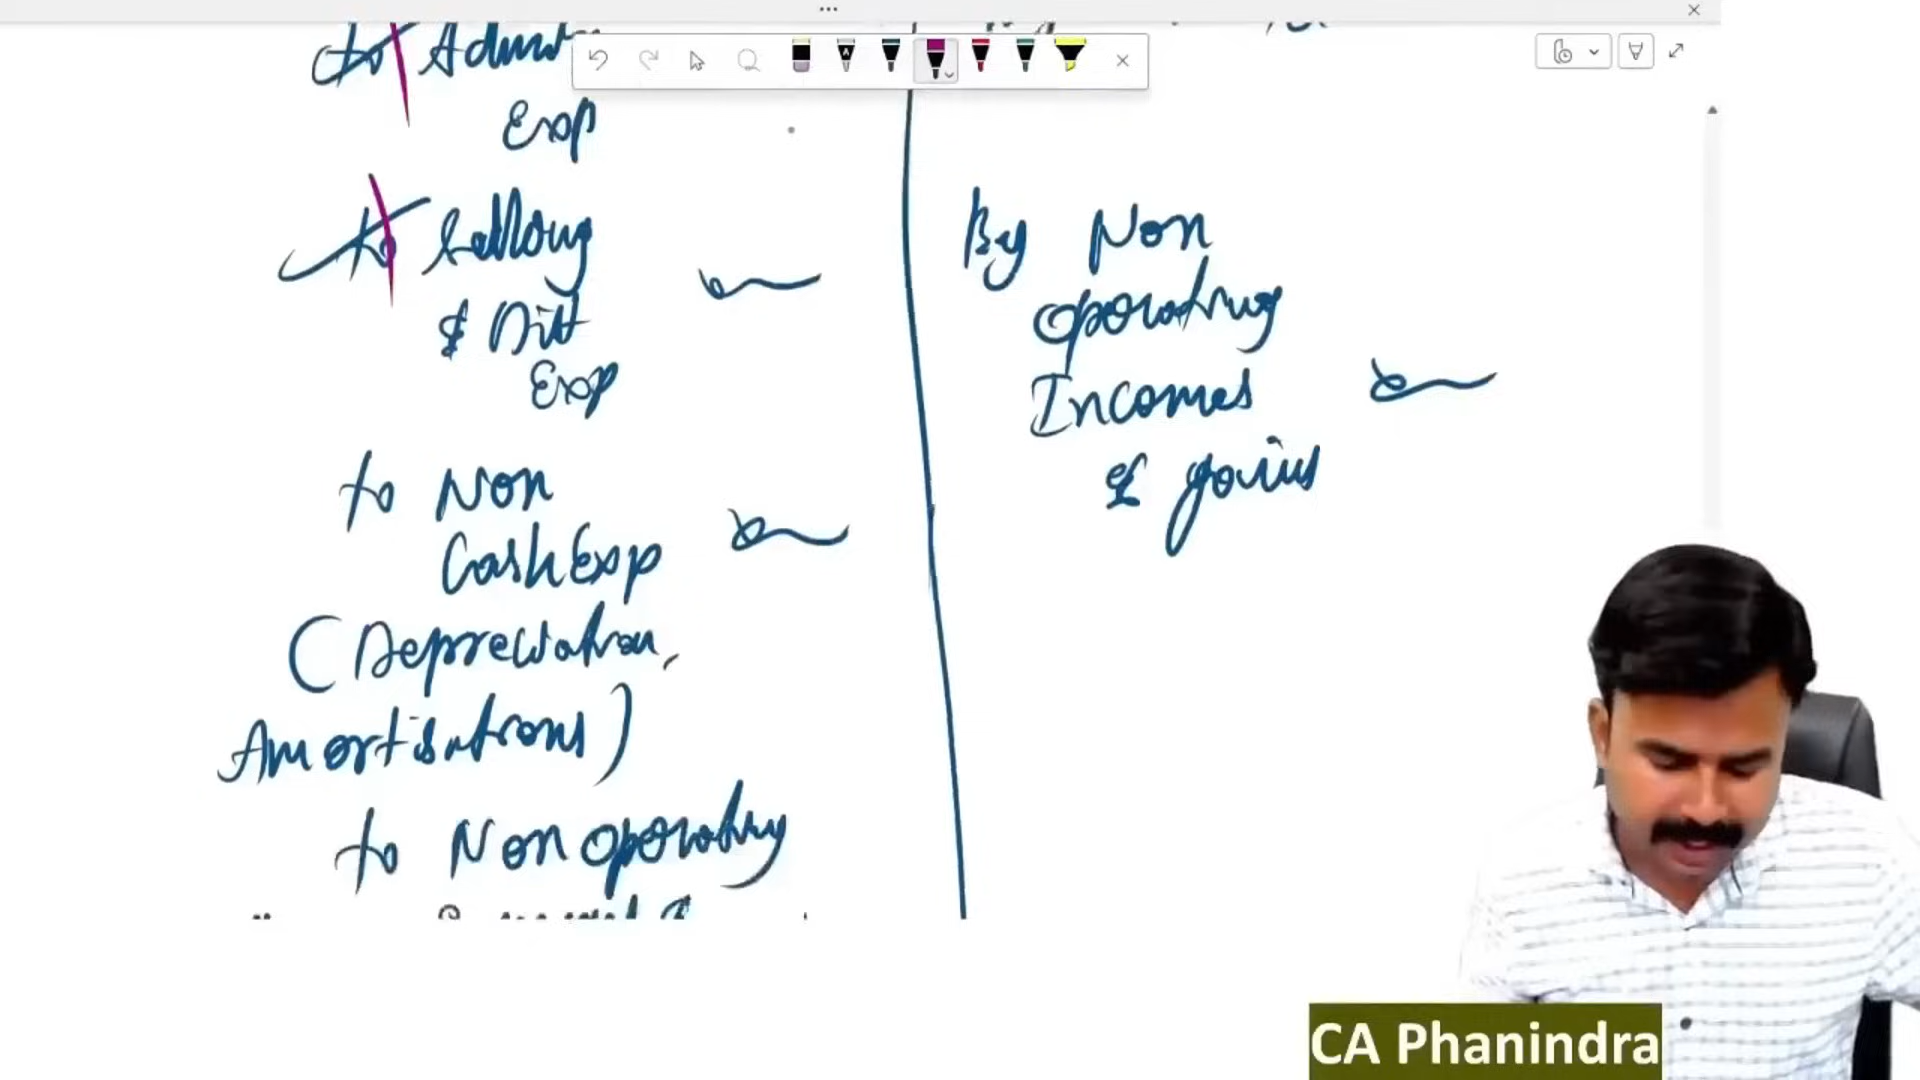 to Admn
Exp
to Selling
& Dist
Exp
to Non
Cash Exp
(Depreciation,
Amortisations)
to Non operating
By Non
operating
Incomes
& gains
CA Phanindra